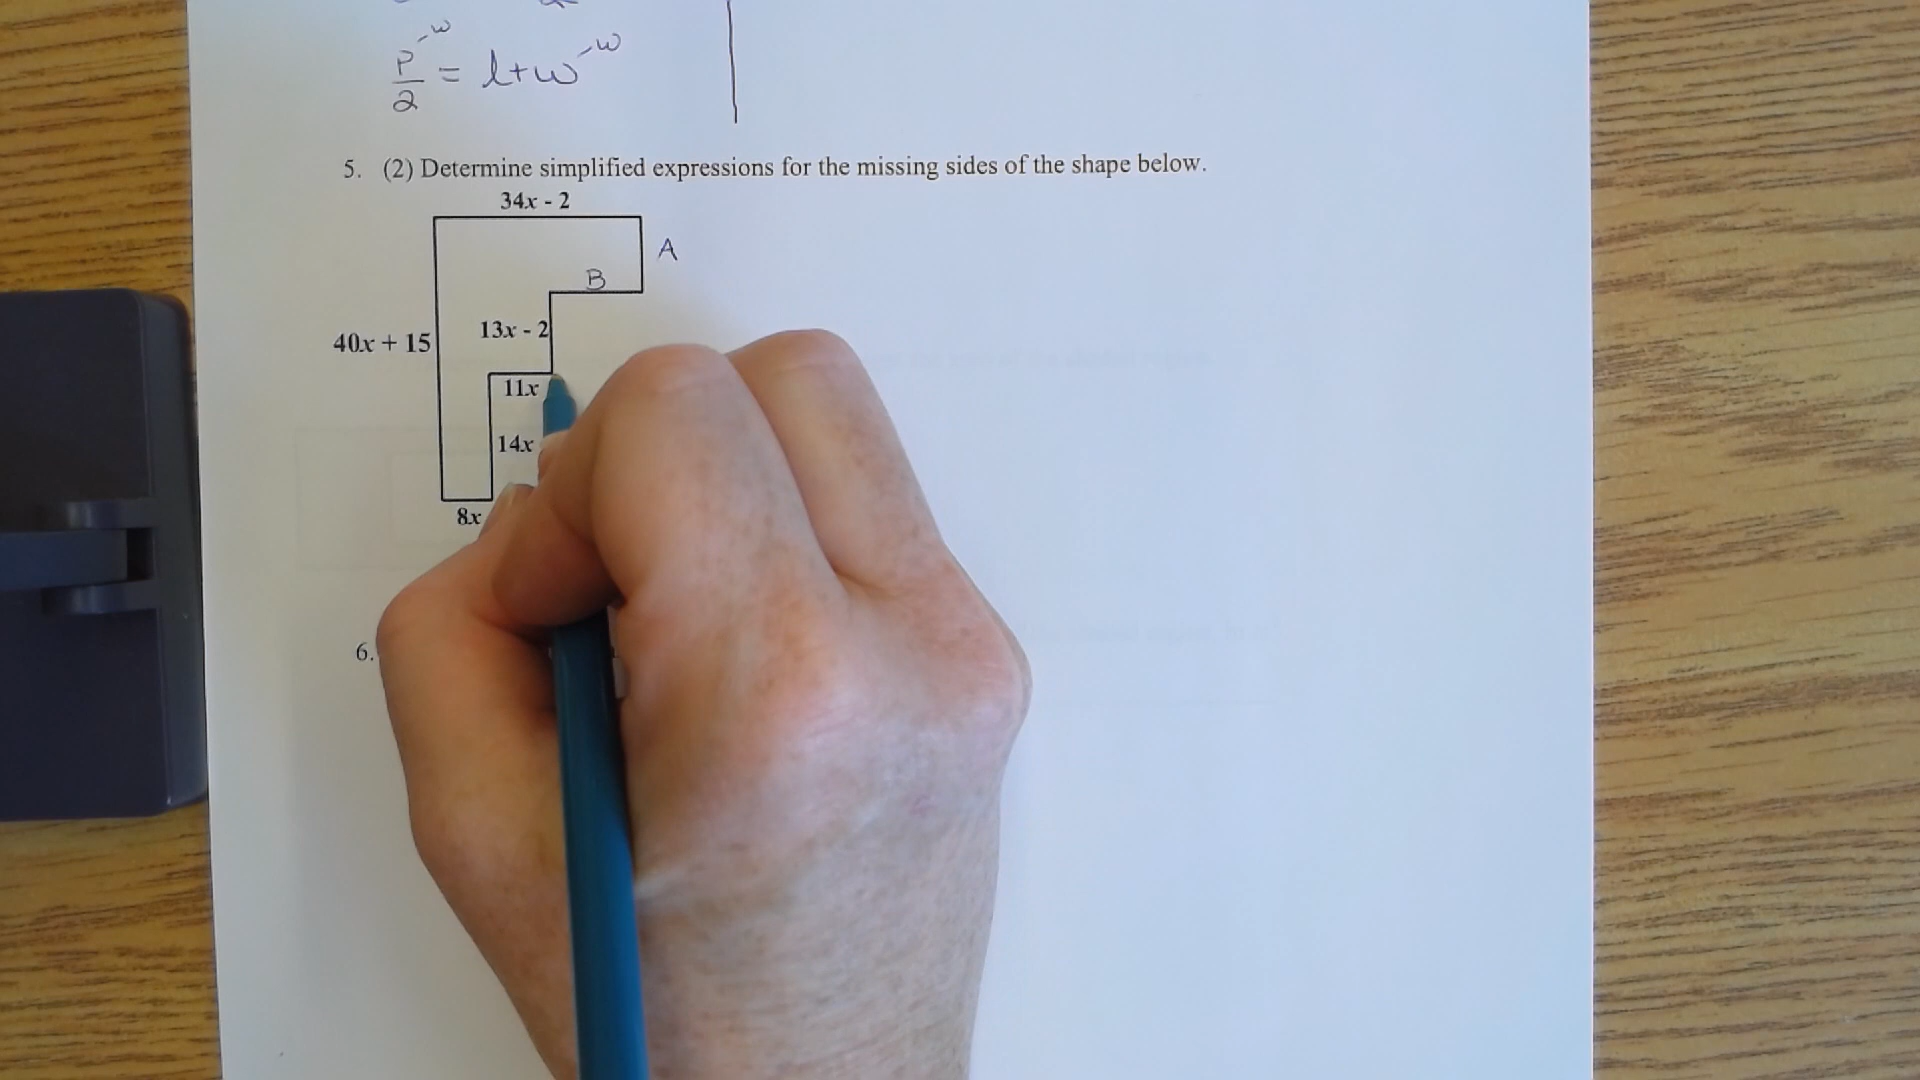 -w
P/2 = l+w -w
5. (2) Determine simplified expressions for the missing sides of the shape below.
34x - 2
A
B
13x - 2
40x + 15
11x
14x
8x
6.